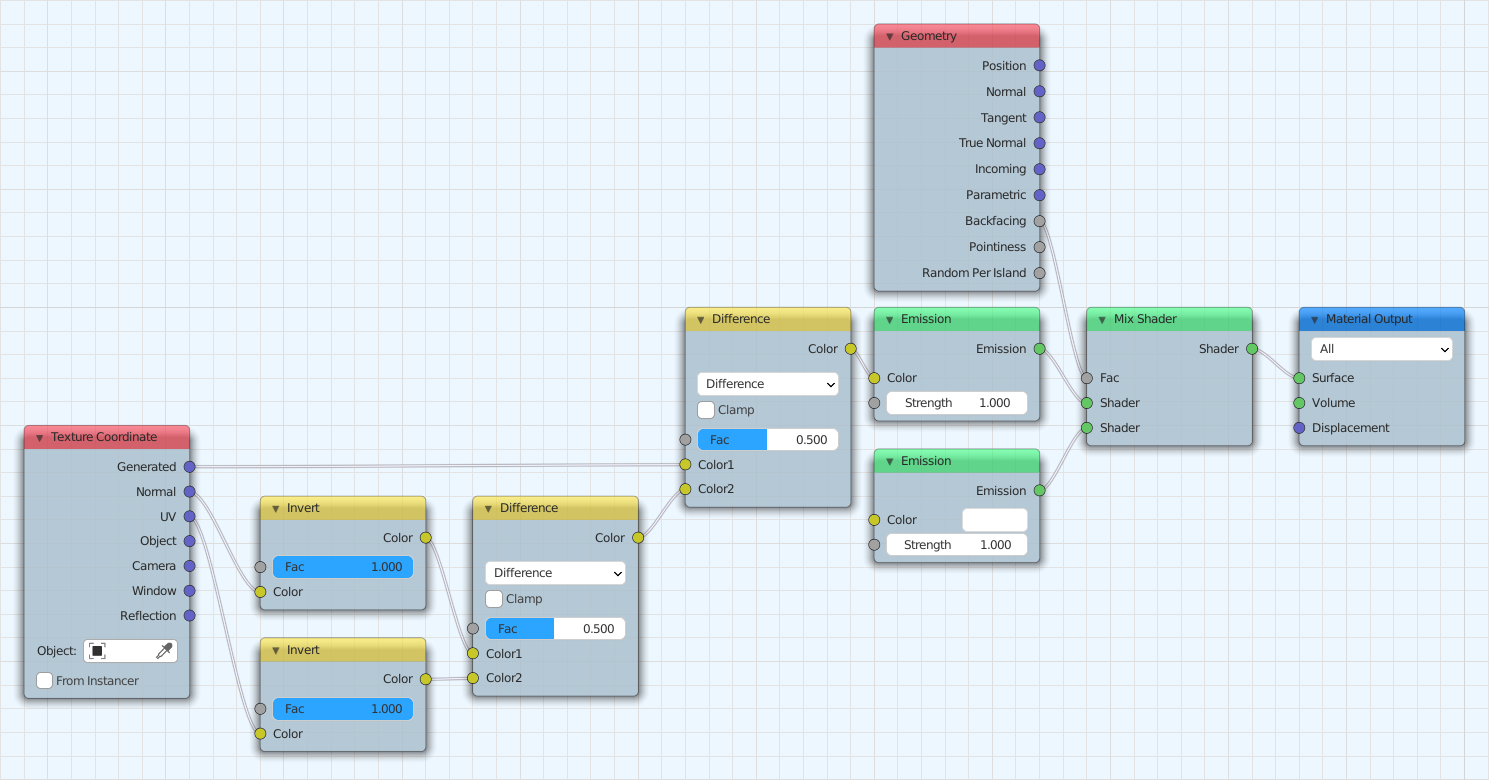 Geometry
Position
Normal
Tangent
True Normal
Incoming
Parametric
Backfacing
Pointiness
Random Per Island
Texture Coordinate
Generated
Normal
UV
Object
Camera
Window
Reflection
Object:
From Instancer
Invert
Color
Fac 1.000
Color
Invert
Color
Fac 1.000
Color
Difference
Color
Difference
Clamp
Fac 0.500
Color1
Color2
Difference
Color
Difference
Clamp
Fac 0.500
Color1
Color2
Emission
Emission
Color
Strength 1.000
Emission
Emission
Color
Strength 1.000
Mix Shader
Shader
Fac
Shader
Shader
Material Output
All
Surface
Volume
Displacement